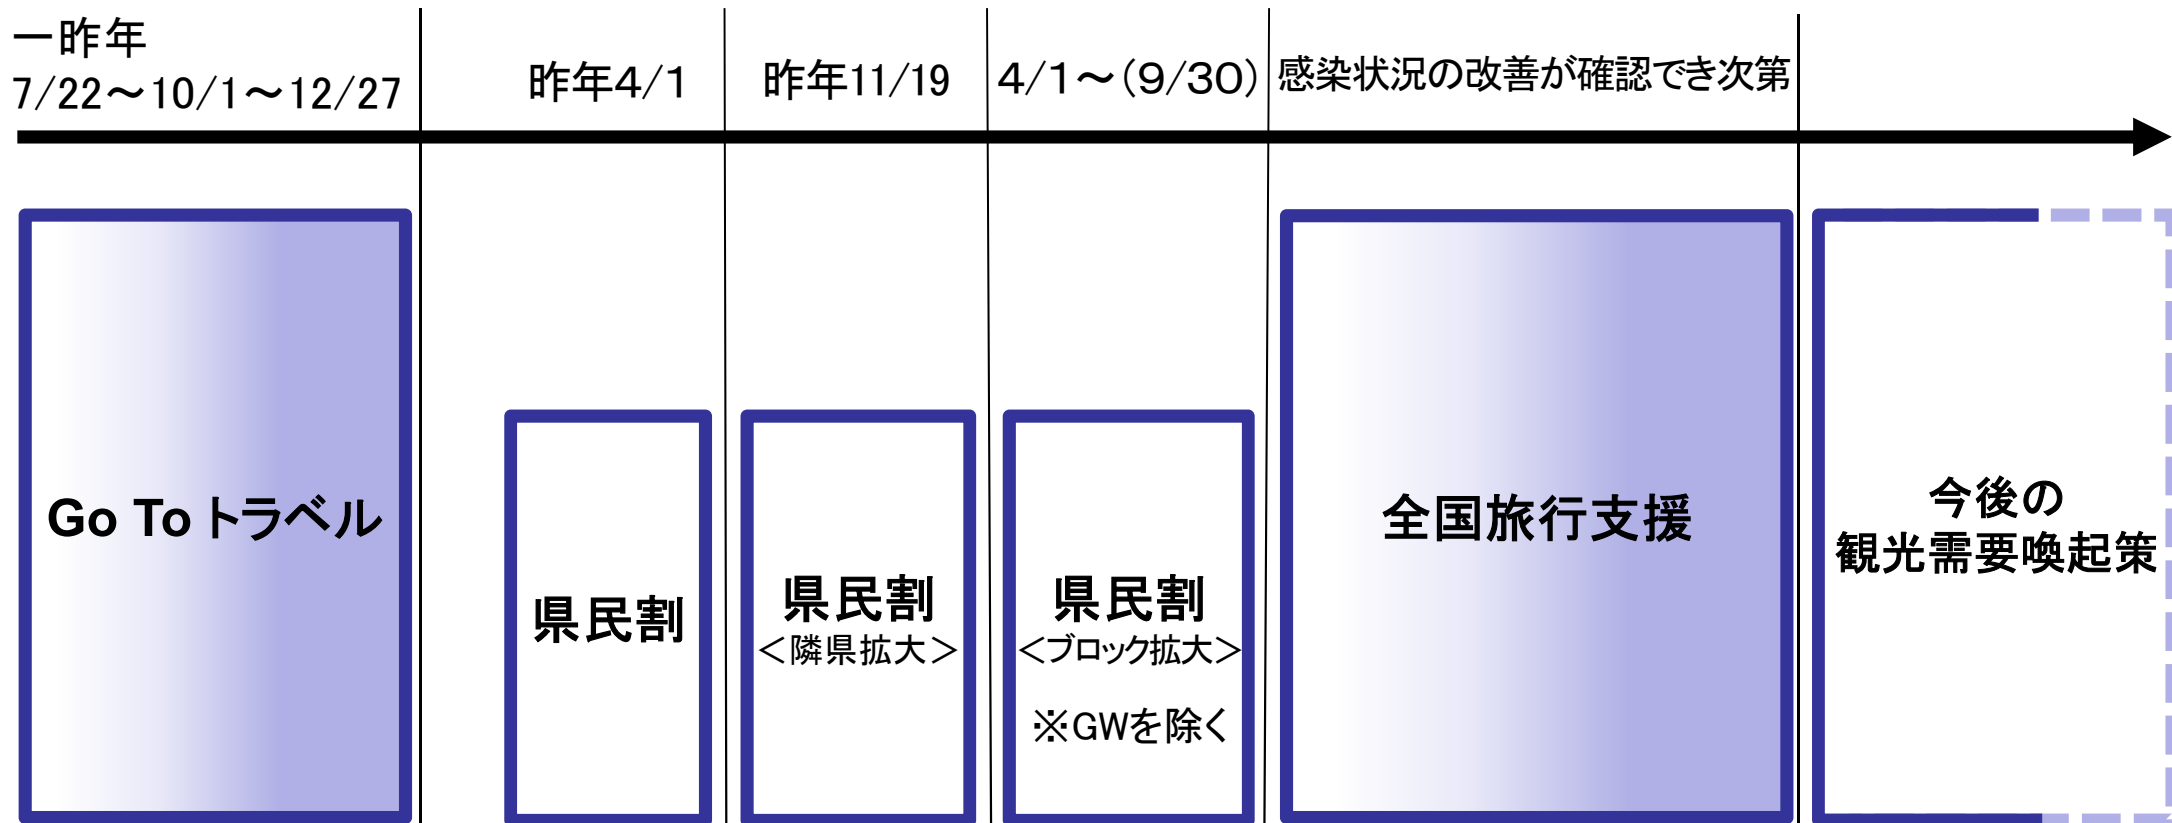 一昨年
7/22～10/1～12/27
昨年4/1
昨年11/19
4/1～(9/30)
感染状況の改善が確認でき次第
Go To トラベル
県民割
県民割
＜隣県拡大＞
県民割
＜ブロック拡大＞
※GWを除く
全国旅行支援
今後の
観光需要喚起策